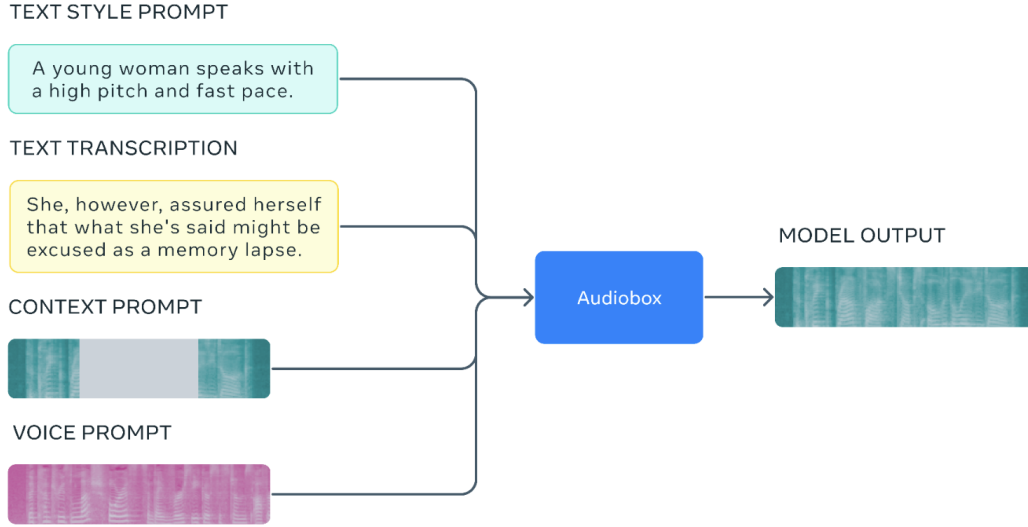 TEXT STYLE PROMPT
A young woman speaks with
a high pitch and fast pace.
TEXT TRANSCRIPTION
She, however, assured herself
that what she's said might be
excused as a memory lapse.
CONTEXT PROMPT
VOICE PROMPT
Audiobox
MODEL OUTPUT